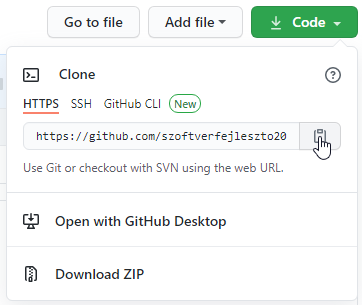 Go to file Add file Code
Clone
HTTPS SSH GitHub CLI New
https://github.com/szoftverfejleszto20
Use Git or checkout with SVN using the web URL.
Open with GitHub Desktop
Download ZIP